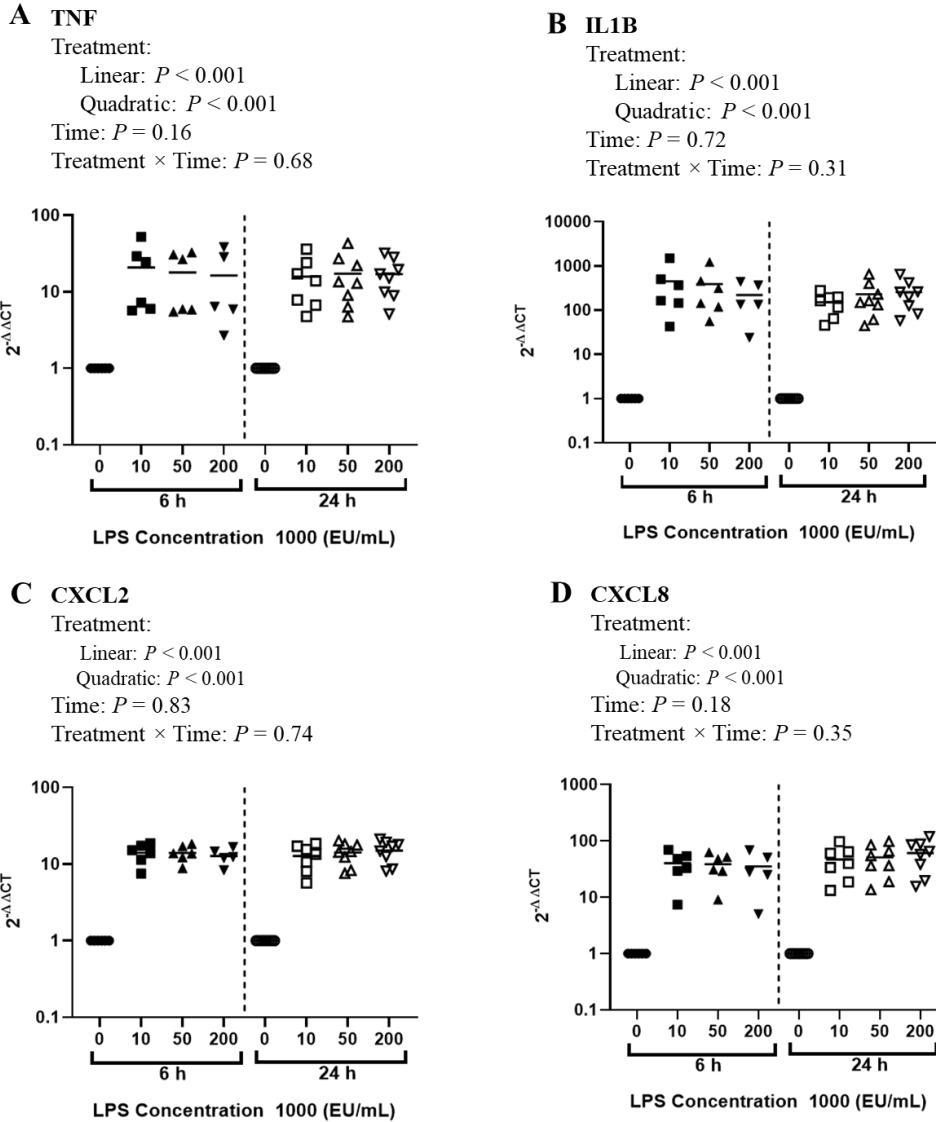 A TNF
Treatment:
Linear: P < 0.001
Quadratic: P < 0.001
Time: P = 0.16
Treatment × Time: P = 0.68
100
10
1
0.1
2-Δ ΔCT
0 10 50 200 0 10 50 200
6 h 24 h
LPS Concentration 1000 (EU/mL)
B IL1B
Treatment:
Linear: P < 0.001
Quadratic: P < 0.001
Time: P = 0.72
Treatment × Time: P = 0.31
10000
1000
100
10
1
0.1
2-Δ ΔCT
0 10 50 200 0 10 50 200
6 h 24 h
LPS Concentration 1000 (EU/mL)
C CXCL2
Treatment:
Linear: P < 0.001
Quadratic: P < 0.001
Time: P = 0.83
Treatment × Time: P = 0.74
100
10
1
0.1
2-Δ ΔCT
0 10 50 200 0 10 50 200
6 h 24 h
LPS Concentration 1000 (EU/mL)
D CXCL8
Treatment:
Linear: P < 0.001
Quadratic: P < 0.001
Time: P = 0.18
Treatment × Time: P = 0.35
1000
100
10
1
0.1
2-Δ ΔCT
0 10 50 200 0 10 50 200
6 h 24 h
LPS Concentration 1000 (EU/mL)